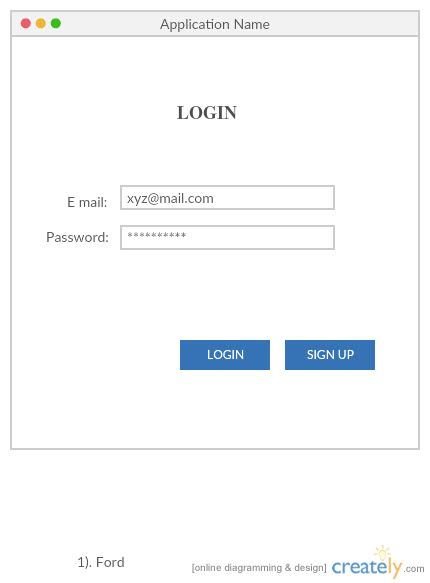 Application Name
LOGIN
E mail: xyz@mail.com
Password: **********
LOGIN SIGN UP
1). Ford
[online diagramming & design] creately.com